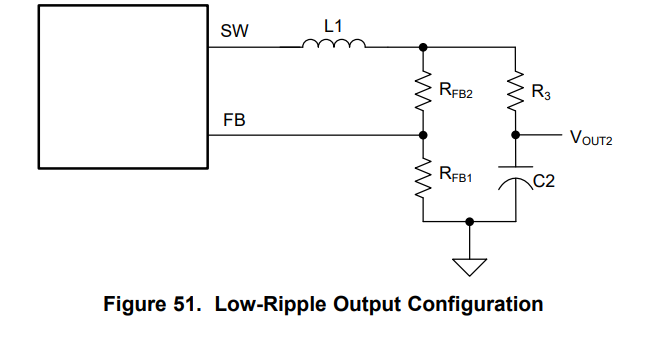 SW
L1
RFB2
R3
FB
VOUT2
RFB1
C2
Figure 51. Low-Ripple Output Configuration